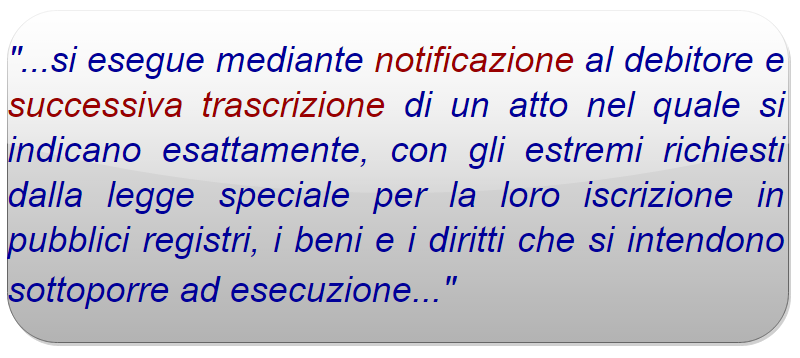 "...si esegue mediante notificazione al debitore e
successiva trascrizione di un atto nel quale si
indicano esattamente, con gli estremi richiesti
dalla legge speciale per la loro iscrizione in
pubblici registri, i beni e i diritti che si intendono
sottoporre ad esecuzione..."